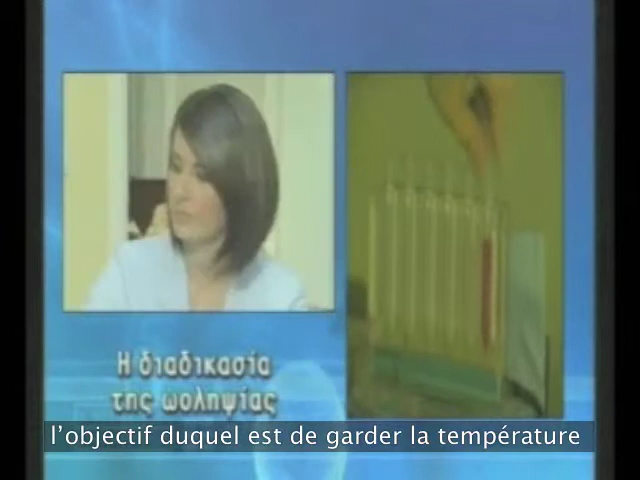 Η διαδικασία
της ωοληψίας
l'objectif duquel est de garder la température